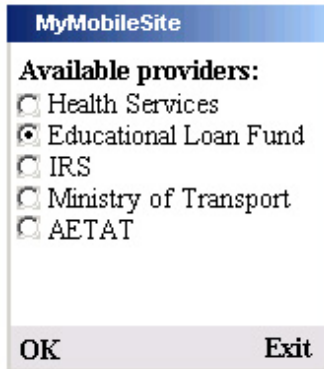 MyMobileSite
Available providers:
Health Services
Educational Loan Fund
IRS
Ministry of Transport
AETAT
OK Exit